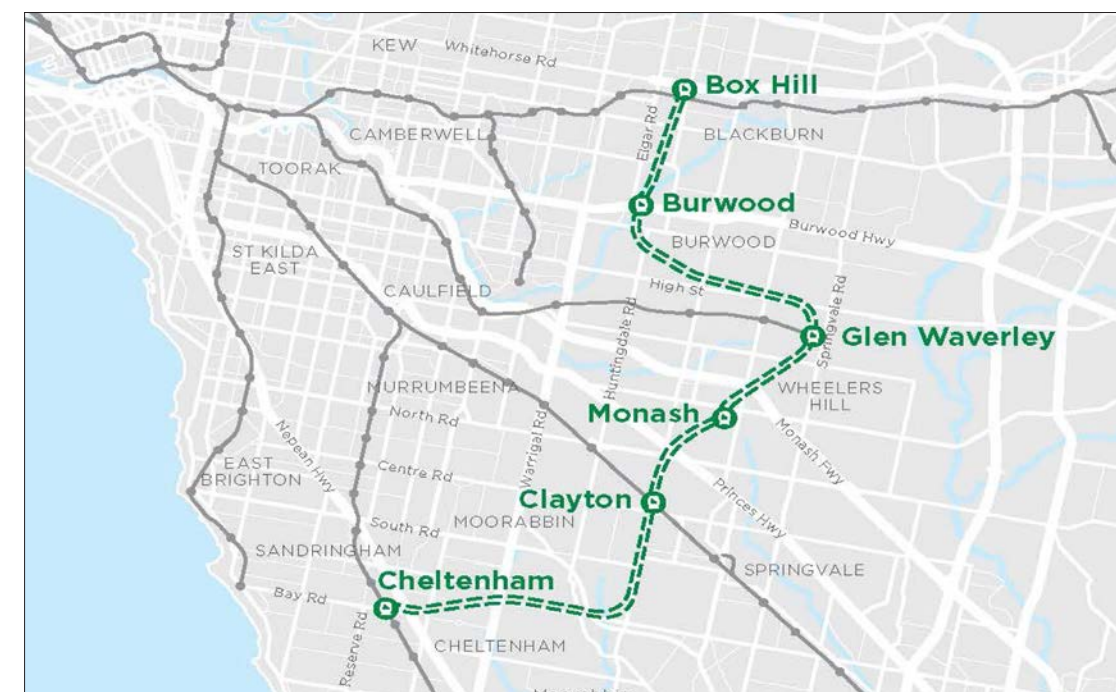 KEW
Whitehorse Rd
Box Hill
Elgar Rd
BLACKBURN
CAMBERWELL
TOORAK
Burwood
Burwood Hwy
BURWOOD
ST KILDA
EAST
CAULFIELD
High St
Springvale Rd
Huntingdale Rd
Glen Waverley
MURRUMBEENA
WHEELERS
HILL
Monash
North Rd
Nepean Hwy
Warrigal Rd
Monash Fwy
EAST
BRIGHTON
Centre Rd
Clayton
Princes Hwy
South Rd
MOORABBIN
SANDRINGHAM
SPRINGVALE
Cheltenham
Bay Rd
Reserve Rd
CHELTENHAM